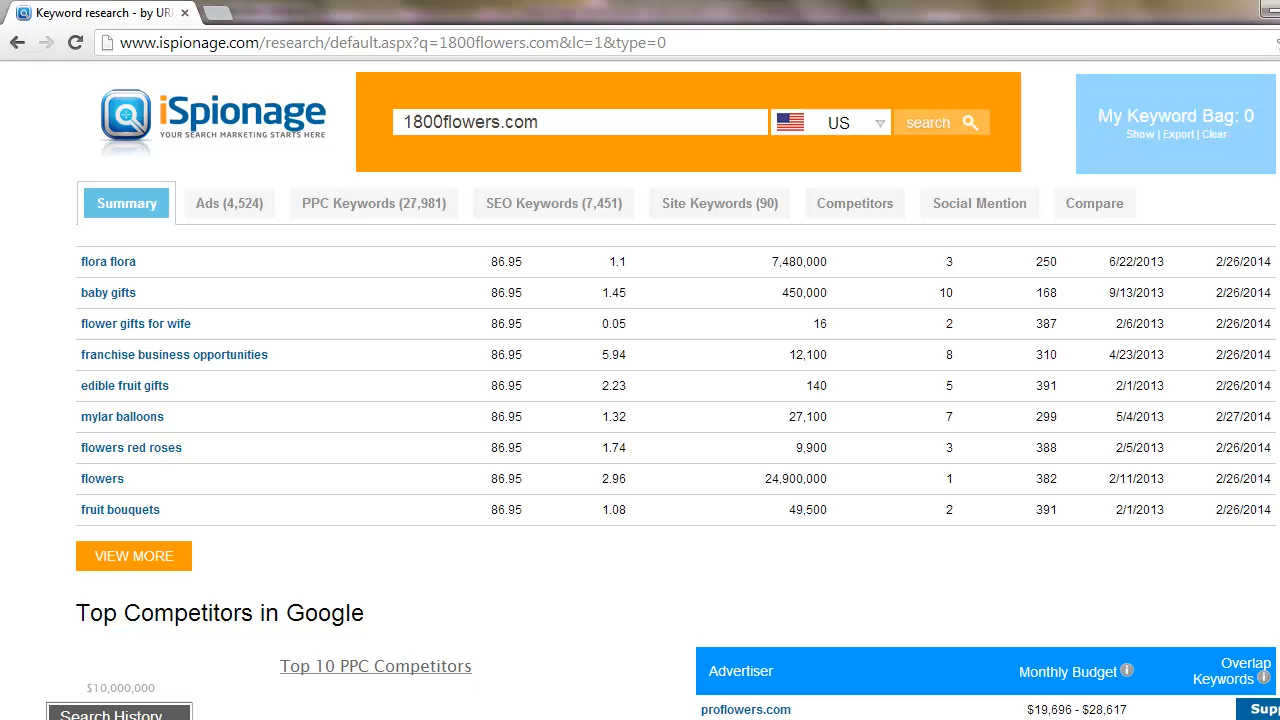 Keyword research - by UR
www.ispionage.com/research/default.aspx?q=1800flowers.com&lc=1&type=0
iSpionage
YOUR SEARCH MARKETING STARTS HERE
1800flowers.com US search
My Keyword Bag: 0
Show | Export | Clear
Summary Ads (4,524) PPC Keywords (27,981) SEO Keywords (7,451) Site Keywords (90) Competitors Social Mention Compare
flora flora 86.95 1.1 7,480,000 3 250 6/22/2013 2/26/2014
baby gifts 86.95 1.45 450,000 10 168 9/13/2013 2/26/2014
flower gifts for wife 86.95 0.05 16 2 387 2/6/2013 2/26/2014
franchise business opportunities 86.95 5.94 12,100 8 310 4/23/2013 2/26/2014
edible fruit gifts 86.95 2.23 140 5 391 2/1/2013 2/26/2014
mylar balloons 86.95 1.32 27,100 7 299 5/4/2013 2/27/2014
flowers red roses 86.95 1.74 9,900 3 388 2/5/2013 2/26/2014
flowers 86.95 2.96 24,900,000 1 382 2/11/2013 2/26/2014
fruit bouquets 86.95 1.08 49,500 2 391 2/1/2013 2/26/2014
VIEW MORE
Top Competitors in Google
Top 10 PPC Competitors
$10,000,000
Search History
Advertiser Monthly Budget Overlap Keywords
proflowers.com $19,696 - $28,617
Supp